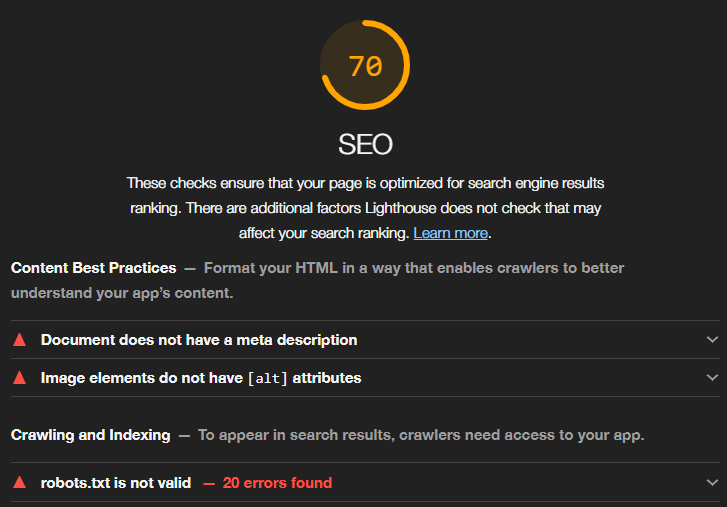 70
SEO
These checks ensure that your page is optimized for search engine results
ranking. There are additional factors Lighthouse does not check that may
affect your search ranking. Learn more.
Content Best Practices — Format your HTML in a way that enables crawlers to better
understand your app’s content.
Document does not have a meta description
Image elements do not have [alt] attributes
Crawling and Indexing — To appear in search results, crawlers need access to your app.
robots.txt is not valid — 20 errors found